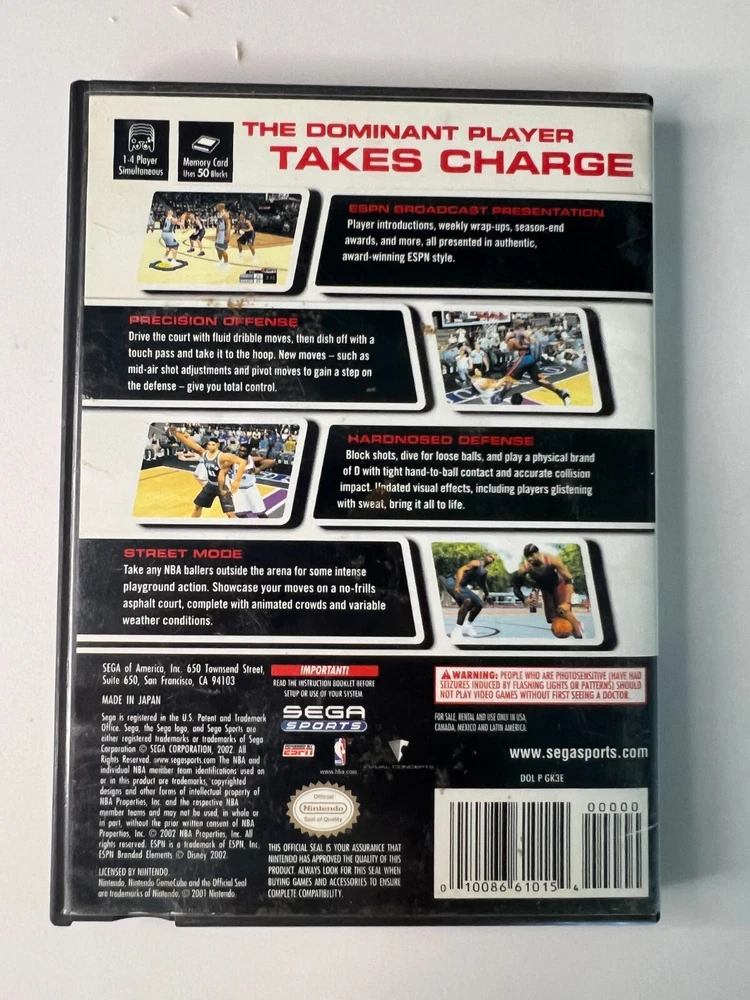 THE DOMINANT PLAYER
TAKES CHARGE
1-4 Player
Simultaneous
Memory Card
Uses 50 Blocks
ESPN BROADCAST PRESENTATION
Player introductions, weekly wrap-ups, season-end
awards, and more, all presented in authentic,
award-winning ESPN style.
PRECISION OFFENSE
Drive the court with fluid dribble moves, then dish off with a
touch pass and take it to the hoop. New moves – such as
mid-air shot adjustments and pivot moves to gain a step on
the defense – give you total control.
HARDNOSED DEFENSE
Block shots, dive for loose balls, and play a physical brand
of D with tight hand-to-ball contact and accurate collision
impact. Updated visual effects, including players glistening
with sweat, bring it all to life.
STREET MODE
Take any NBA ballers outside the arena for some intense
playground action. Showcase your moves on a no-frills
asphalt court, complete with animated crowds and variable
weather conditions.
SEGA of America, Inc. 650 Townsend Street,
Suite 650, San Francisco, CA 94103
MADE IN JAPAN
Sega is registered in the U.S. Patent and Trademark
Office. Sega, the Sega logo, and Sega Sports are
either registered trademarks or trademarks of Sega
Corporation © SEGA CORPORATION, 2002. All
Rights Reserved. www.segasports.com The NBA and
individual NBA member team identifications used on
or in this product are trademarks, copyrighted
designs and other forms of intellectual property of
NBA Properties, Inc. and the respective NBA
member teams and may not be used, in whole or
in part, without the prior written consent of NBA
Properties, Inc. © 2002 NBA Properties, Inc. All
rights reserved. ESPN is a trademark of ESPN, Inc.
ESPN Branded Elements © Disney 2002.
LICENSED BY NINTENDO.
Nintendo, Nintendo GameCube and the Official Seal
are trademarks of Nintendo. © 2001 Nintendo
IMPORTANT!
READ THE INSTRUCTION BOOKLET BEFORE
SETUP OR USE OF YOUR SYSTEM.
SEGA
SPORTS
POWERED BY
ESPN
NBA
www.nba.com
VISUAL CONCEPTS
Official
Nintendo
Seal of Quality
THIS OFFICIAL SEAL IS YOUR ASSURANCE THAT
NINTENDO HAS APPROVED THE QUALITY OF THIS
PRODUCT. ALWAYS LOOK FOR THIS SEAL WHEN
BUYING GAMES AND ACCESSORIES TO ENSURE
COMPLETE COMPATIBILITY.
WARNING: PEOPLE WHO ARE PHOTOSENSITIVE (HAVE HAD
SEIZURES INDUCED BY FLASHING LIGHTS OR PATTERNS) SHOULD
NOT PLAY VIDEO GAMES WITHOUT FIRST SEEING A DOCTOR.
FOR SALE, RENTAL AND USE ONLY IN USA,
CANADA, MEXICO AND LATIN AMERICA.
www.segasports.com
DOL P GK3E
00000
0 10086 61015 4